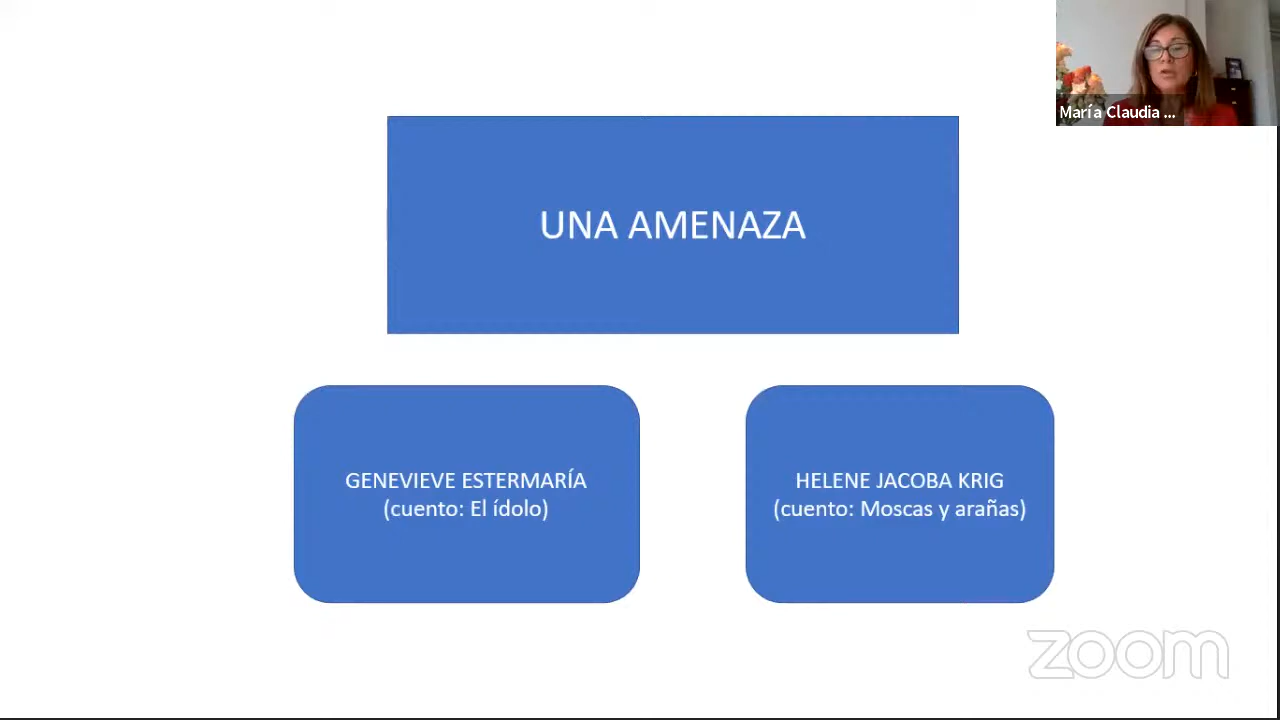 María Claudia ...
UNA AMENAZA
GENEVIEVE ESTERMARÍA
(cuento: El ídolo)
HELENE JACOBA KRIG
(cuento: Moscas y arañas)
zoom